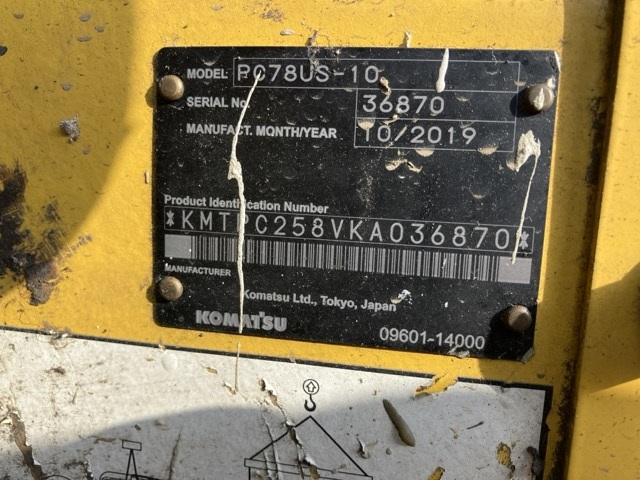 MODEL PC78US-10
SERIAL No. 36870
MANUFACT. MONTH/YEAR 10/2019
Product Identification Number
*KMTPC258VKA036870*
MANUFACTURER
Komatsu Ltd., Tokyo, Japan
KOMATSU 09601-14000